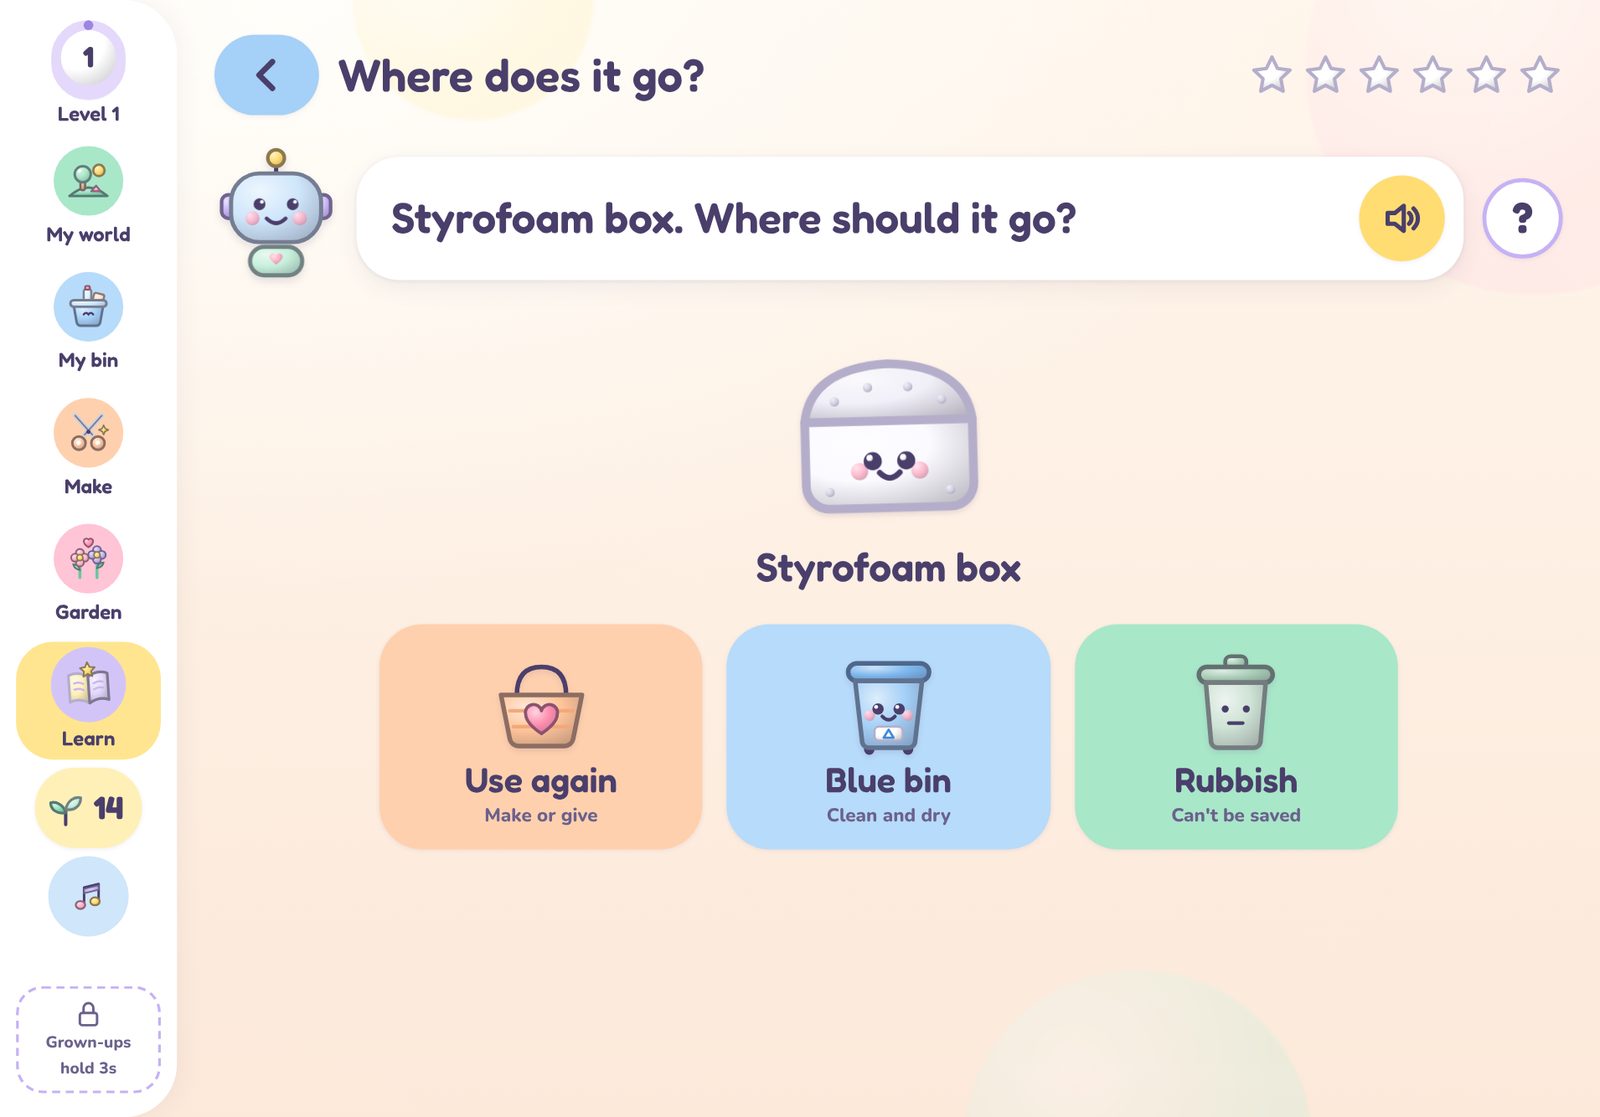 1
Level 1
My world
My bin
Make
Garden
Learn
14
Grown-ups
hold 3s
Where does it go?
Styrofoam box. Where should it go?
?
Styrofoam box
Use again
Make or give
Blue bin
Clean and dry
Rubbish
Can't be saved